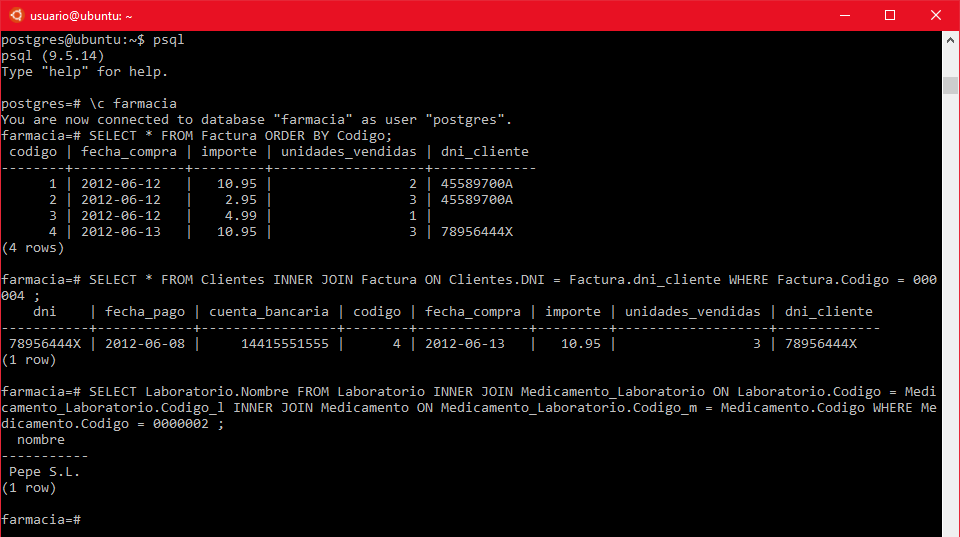 usuario@ubuntu: ~
postgres@ubuntu:~$ psql
psql (9.5.14)
Type "help" for help.

postgres=# \c farmacia
You are now connected to database "farmacia" as user "postgres".
farmacia=# SELECT * FROM Factura ORDER BY Codigo;
 codigo | fecha_compra | importe | unidades_vendidas | dni_cliente
--------+--------------+---------+-------------------+-------------
      1 | 2012-06-12   |   10.95 |                 2 | 45589700A
      2 | 2012-06-12   |    2.95 |                 3 | 45589700A
      3 | 2012-06-12   |    4.99 |                 1 |
      4 | 2012-06-13   |   10.95 |                 3 | 78956444X
(4 rows)

farmacia=# SELECT * FROM Clientes INNER JOIN Factura ON Clientes.DNI = Factura.dni_cliente WHERE Factura.Codigo = 000
004 ;
    dni    | fecha_pago | cuenta_bancaria | codigo | fecha_compra | importe | unidades_vendidas | dni_cliente
-----------+------------+-----------------+--------+--------------+---------+-------------------+-------------
 78956444X | 2012-06-08 |     14415551555 |      4 | 2012-06-13   |   10.95 |                 3 | 78956444X
(1 row)

farmacia=# SELECT Laboratorio.Nombre FROM Laboratorio INNER JOIN Medicamento_Laboratorio ON Laboratorio.Codigo = Medi
camento_Laboratorio.Codigo_l INNER JOIN Medicamento ON Medicamento_Laboratorio.Codigo_m = Medicamento.Codigo WHERE Me
dicamento.Codigo = 0000002 ;
  nombre
-----------
 Pepe S.L.
(1 row)

farmacia=#